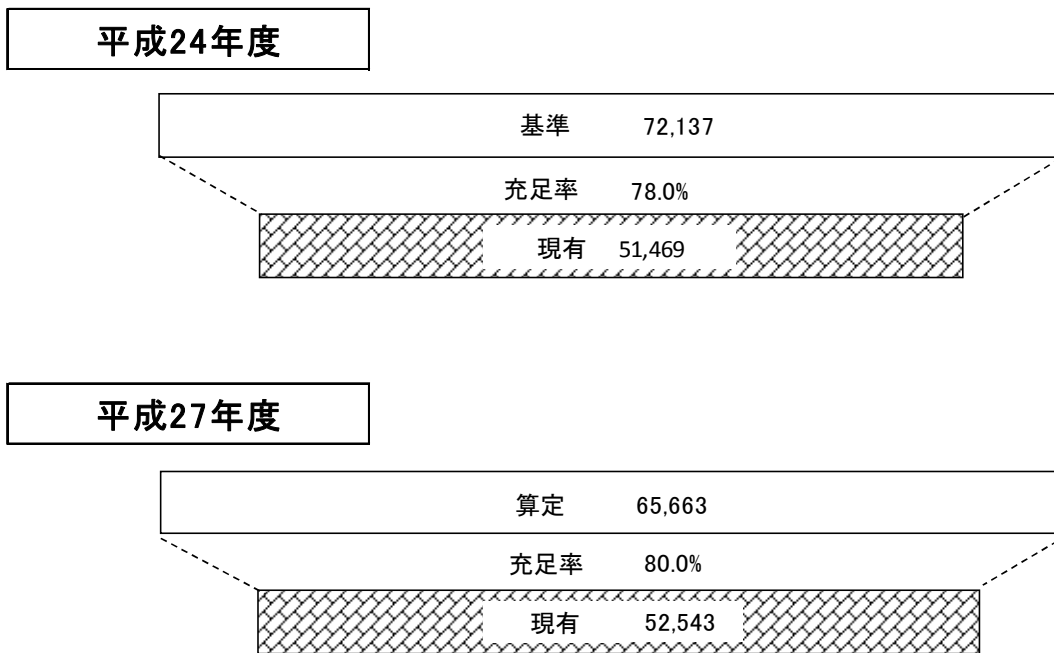 平成24年度
基準 72,137
充足率 78.0%
現有 51,469
平成27年度
算定 65,663
充足率 80.0%
現有 52,543